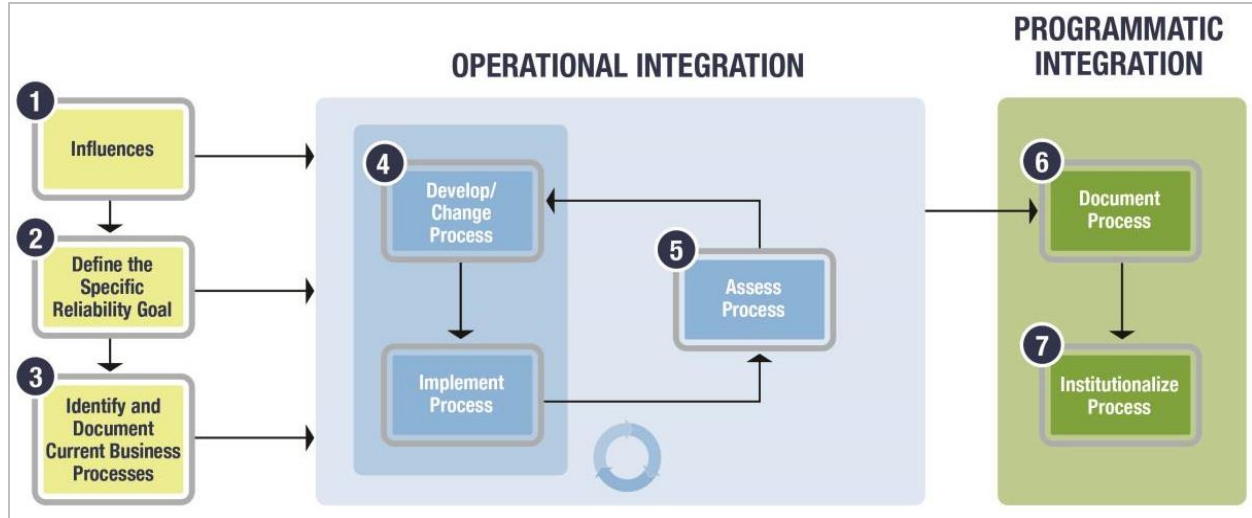 OPERATIONAL INTEGRATION
PROGRAMMATIC
INTEGRATION
1
Influences
2
Define the
Specific
Reliability Goal
3
Identify and
Document
Current Business
Processes
4
Develop/
Change
Process
Implement
Process
5
Assess
Process
6
Document
Process
7
Institutionalize
Process